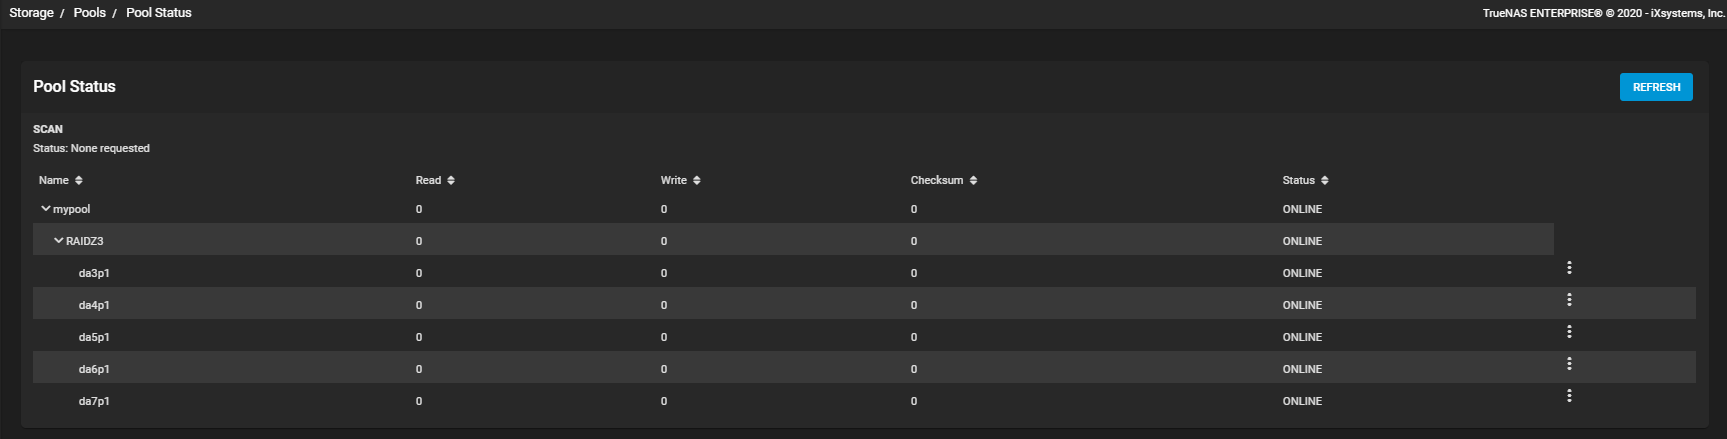 Storage / Pools / Pool Status
TrueNAS ENTERPRISE® © 2020 - iXsystems, Inc.
Pool Status
REFRESH
SCAN
Status: None requested
Name Read Write Checksum Status
mypool 0 0 0 ONLINE
RAIDZ3 0 0 0 ONLINE
da3p1 0 0 0 ONLINE
da4p1 0 0 0 ONLINE
da5p1 0 0 0 ONLINE
da6p1 0 0 0 ONLINE
da7p1 0 0 0 ONLINE